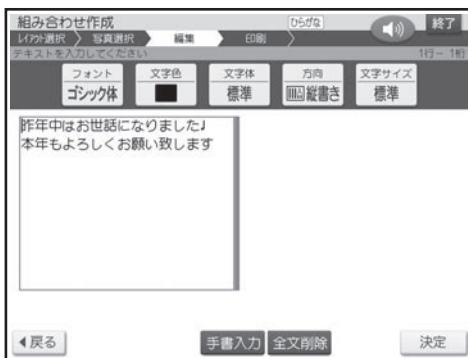 組み合わせ作成
ひらがな
終了
レイアウト選択 写真選択 編集 印刷
テキストを入力してください
1行- 1桁
フォント 文字色 文字体 方向 文字サイズ
ゴシック体 標準 縦書き 標準
昨年中はお世話になりました♩
本年もよろしくお願い致します
戻る 手書入力 全文削除 決定